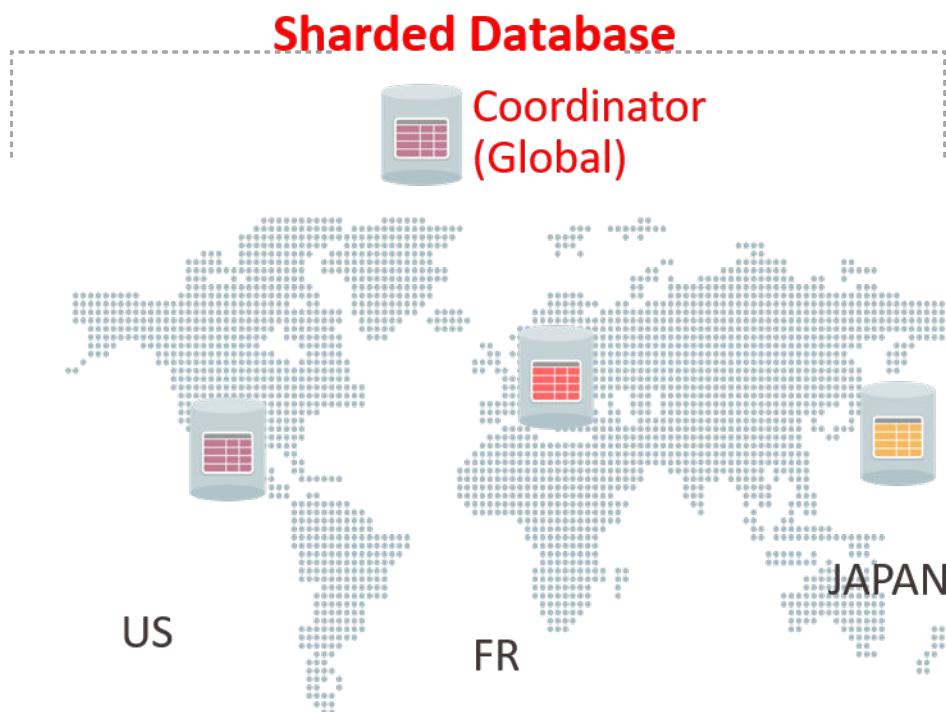 Sharded Database
Coordinator
(Global)
JAPAN
US
FR